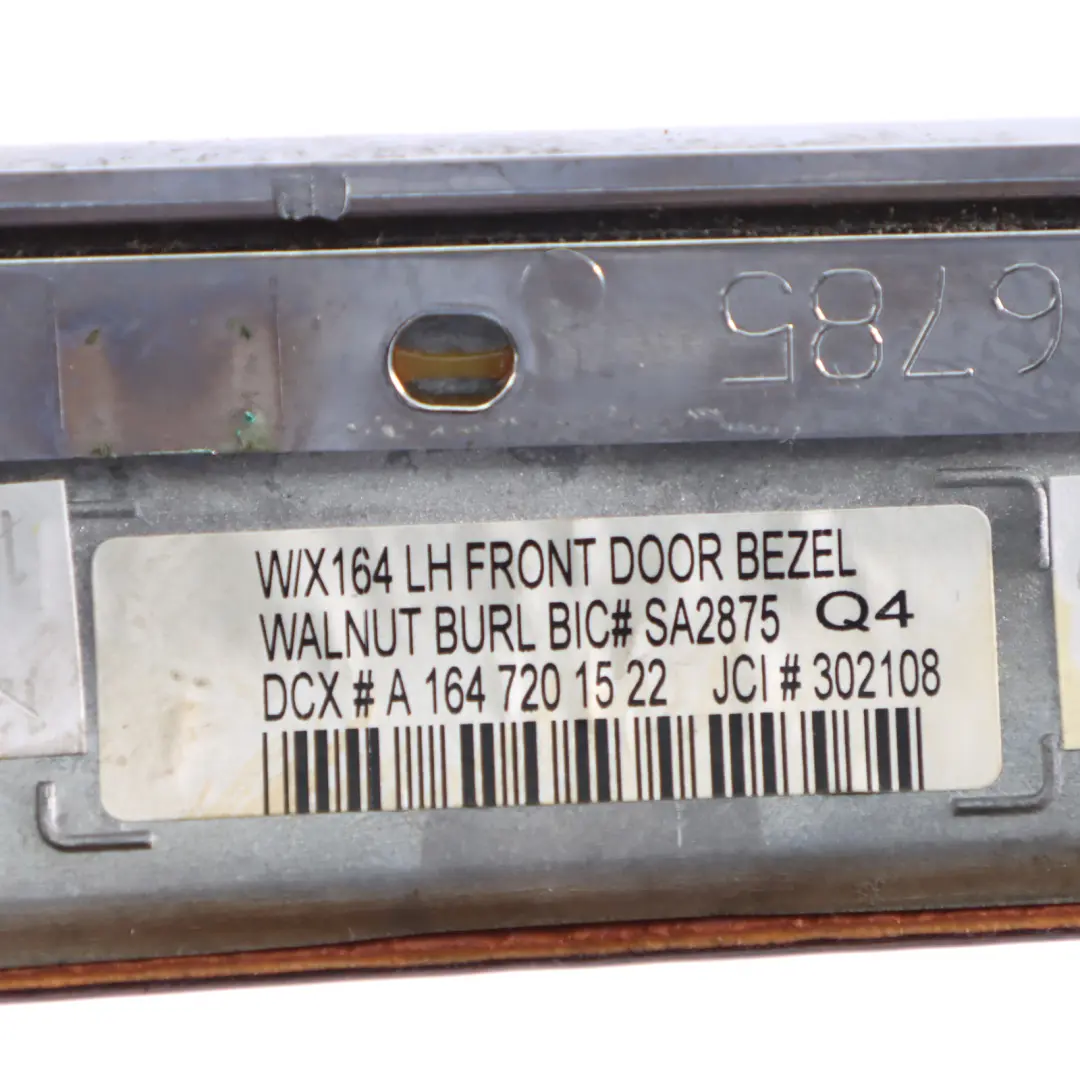 6785
W/X164 LH FRONT DOOR BEZEL
WALNUT BURL BIC# SA2875 Q4
DCX # A 164 720 15 22 JCI # 302108